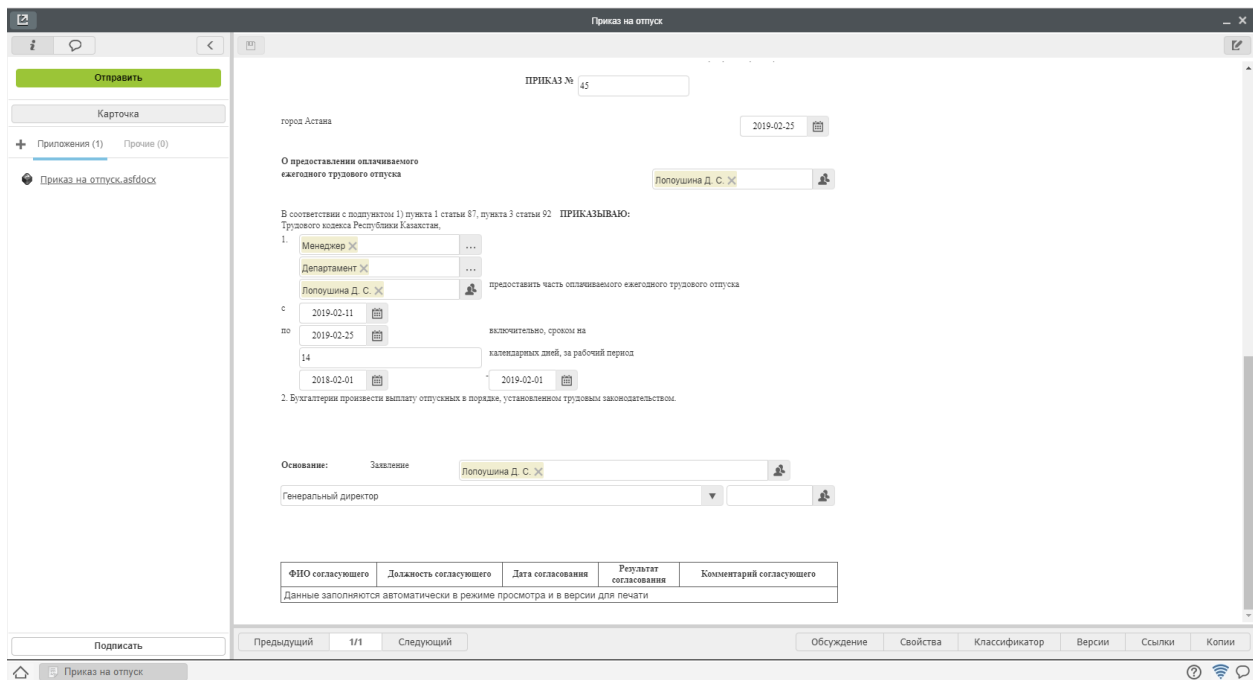 Приказ на отпуск
Отправить
Карточка
Приложения (1) Прочие (0)
Приказ на отпуск.asfdocx
ПРИКАЗ № 45
город Астана 2019-02-25
О предоставлении оплачиваемого
ежегодного трудового отпуска
Лопоушина Д. С.
В соответствии с подпунктом 1) пункта 1 статьи 87, пункта 3 статьи 92 ПРИКАЗЫВАЮ:
Трудового кодекса Республики Казахстан,
1. Менеджер ...
Департамент ...
Лопоушина Д. С. предоставить часть оплачиваемого ежегодного трудового отпуска
с 2019-02-11
по 2019-02-25 включительно, сроком на
14 календарных дней, за рабочий период
2018-02-01 - 2019-02-01
2. Бухгалтерии произвести выплату отпускных в порядке, установленном трудовым законодательством.
Основание: Заявление Лопоушина Д. С.
Генеральный директор
ФИО согласующего Должность согласующего Дата согласования Результат согласования Комментарий согласующего
Данные заполняются автоматически в режиме просмотра и в версии для печати
Подписать
Предыдущий 1/1 Следующий Обсуждение Свойства Классификатор Версии Ссылки Копии
Приказ на отпуск